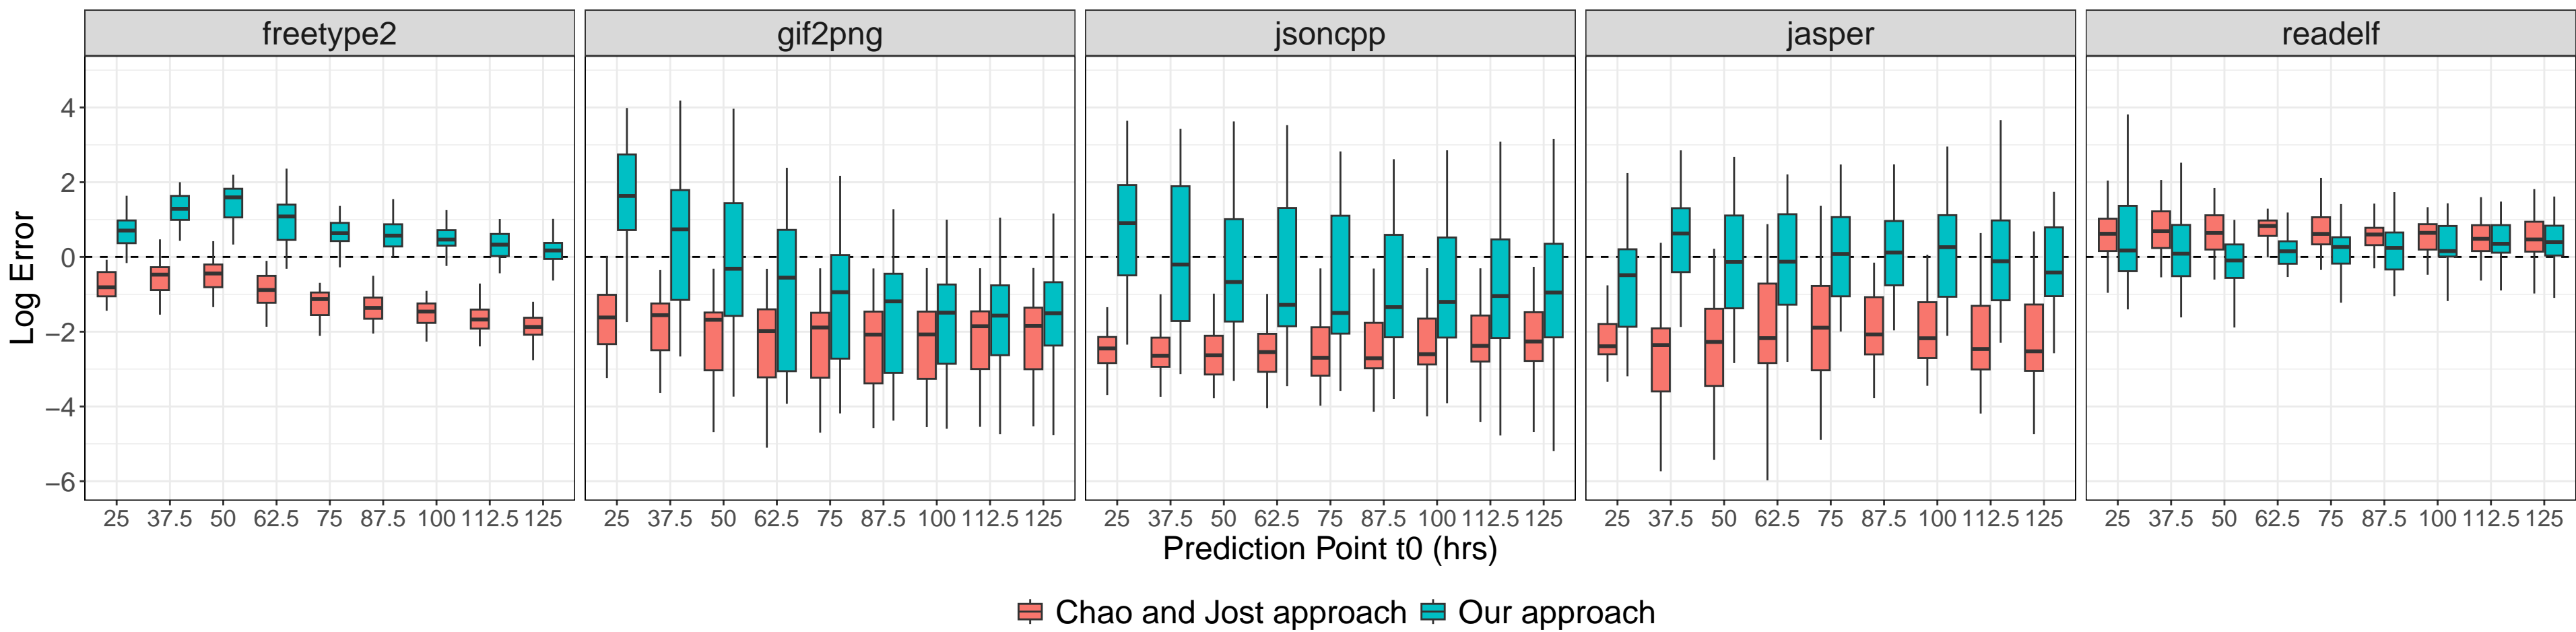 freetype2 gif2png jsoncpp jasper readelf
Log Error
4
2
0
−2
−4
−6
25 37.5 50 62.5 75 87.5 100 112.5 125 25 37.5 50 62.5 75 87.5 100 112.5 125 25 37.5 50 62.5 75 87.5 100 112.5 125 25 37.5 50 62.5 75 87.5 100 112.5 125 25 37.5 50 62.5 75 87.5 100 112.5 125
Prediction Point t0 (hrs)
Chao and Jost approach Our approach